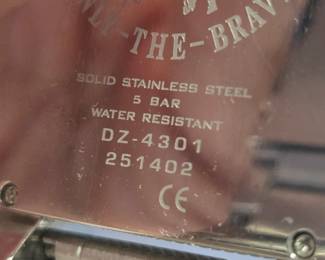 -THE-BRAV
SOLID STAINLESS STEEL
5 BAR
WATER RESISTANT
DZ-4301
251402
CE